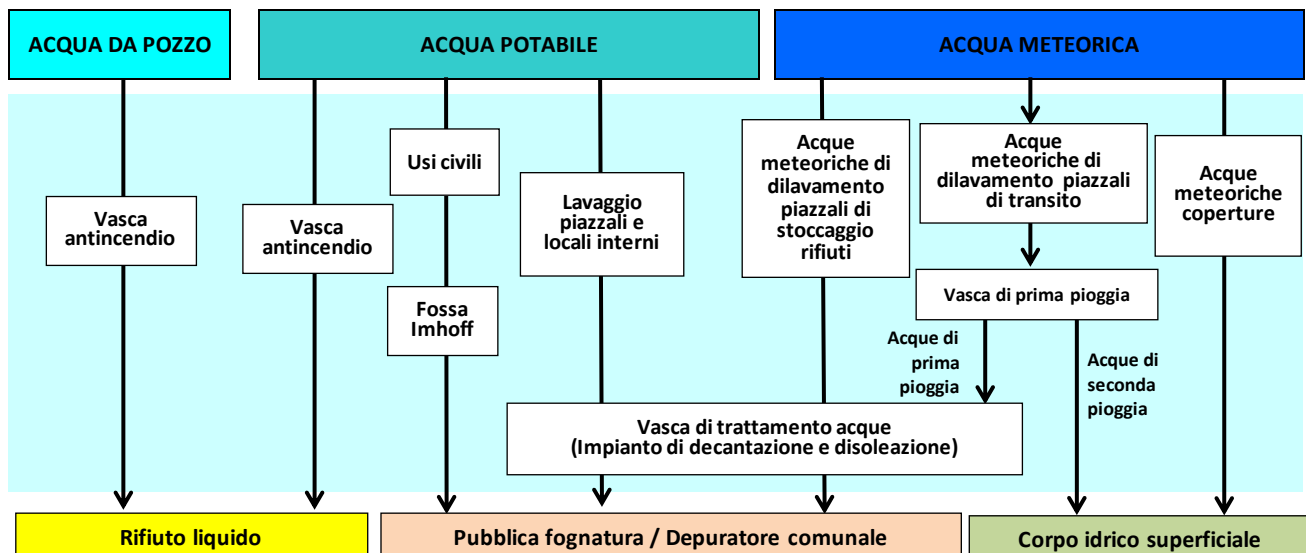 ACQUA DA POZZO
ACQUA POTABILE
ACQUA METEORICA
Vasca
antincendio
Vasca
antincendio
Usi civili
Fossa
Imhoff
Lavaggio
piazzali e
locali interni
Acque
meteoriche di
dilavamento
piazzali di
stoccaggio
rifiuti
Acque
meteoriche di
dilavamento piazzali
di transito
Acque
meteoriche
coperture
Vasca di prima pioggia
Acque di
prima
pioggia
Acque di
seconda
pioggia
Vasca di trattamento acque
(Impianto di decantazione e disoleazione)
Rifiuto liquido
Pubblica fognatura / Depuratore comunale
Corpo idrico superficiale